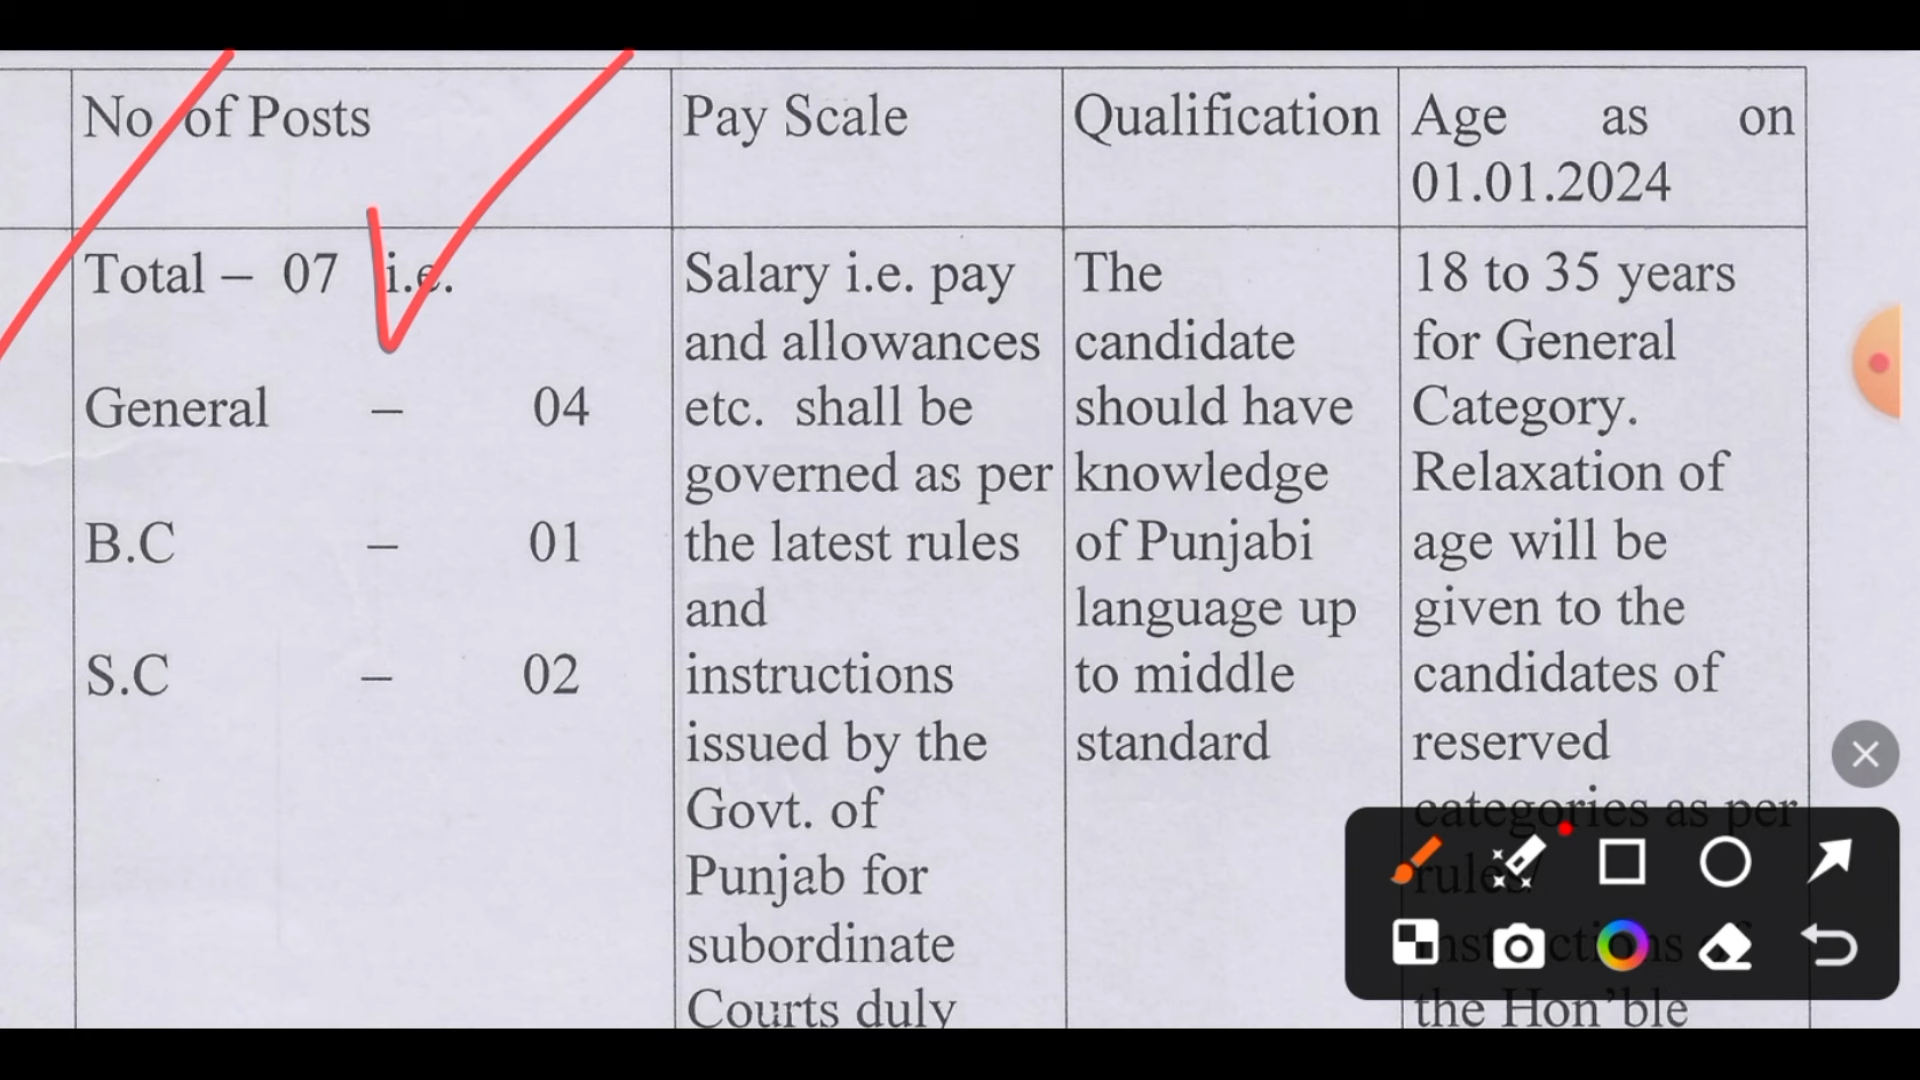 No. of Posts
Pay Scale
Qualification
Age as on
01.01.2024
Total – 07 i.e.
General – 04
B.C – 01
S.C – 02
Salary i.e. pay
and allowances
etc. shall be
governed as per
the latest rules
and
instructions
issued by the
Govt. of
Punjab for
subordinate
Courts duly
The
candidate
should have
knowledge
of Punjabi
language up
to middle
standard
18 to 35 years
for General
Category.
Relaxation of
age will be
given to the
candidates of
reserved
categories as per
rules/
instructions of
the Hon'ble